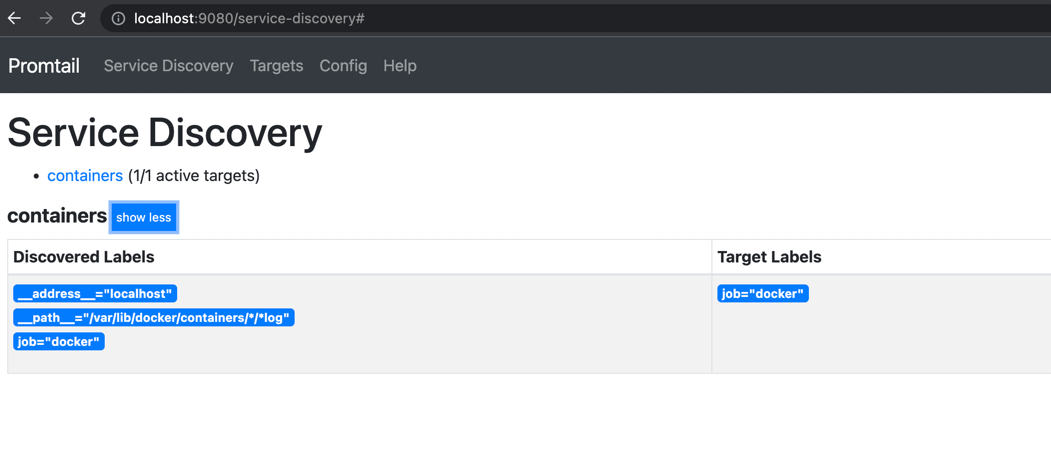 localhost:9080/service-discovery#
Promtail Service Discovery Targets Config Help
Service Discovery
• containers (1/1 active targets)
containers show less
Discovered Labels Target Labels
__address__="localhost" job="docker"
__path__="/var/lib/docker/containers/*/*log"
job="docker"